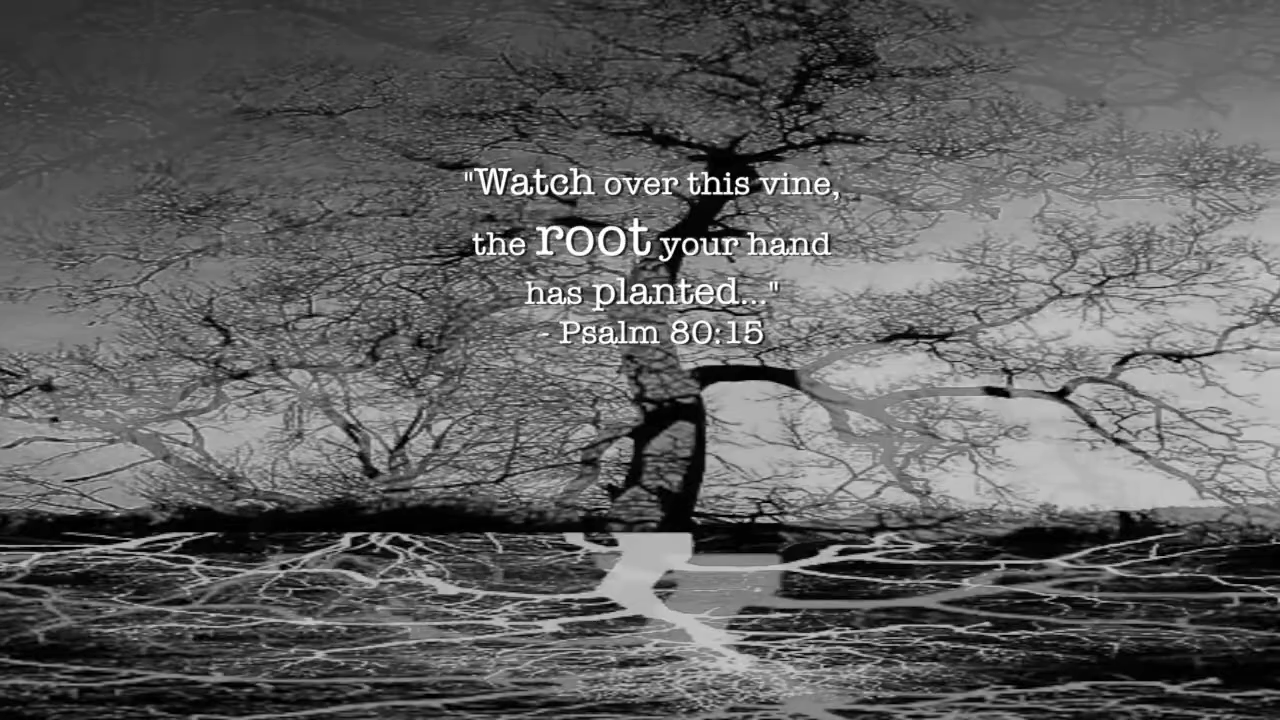 "Watch over this vine,
the root your hand
has planted..."
- Psalm 80:15